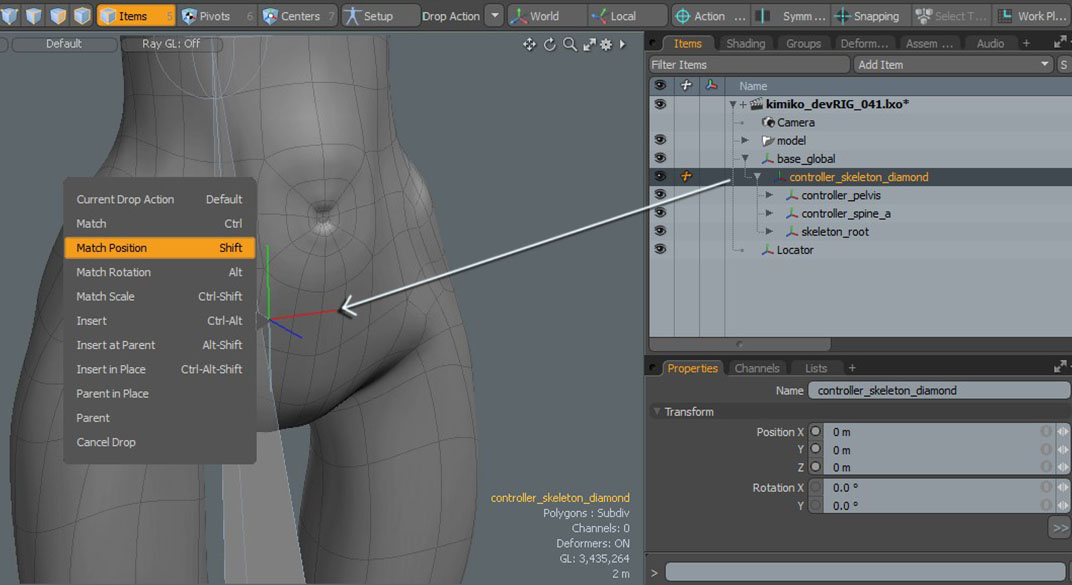 Items 5 Pivots 6 Centers 7 Setup Drop Action World Local Action ... Symm... Snapping Select T... Work Pl...
Default Ray GL: Off
Items Shading Groups Deform... Assem ... Audio +
Filter Items Add Item S
Name
kimiko_devRIG_041.lxo*
Camera
model
base_global
controller_skeleton_diamond
controller_pelvis
controller_spine_a
skeleton_root
Locator
Current Drop Action Default
Match Ctrl
Match Position Shift
Match Rotation Alt
Match Scale Ctrl-Shift
Insert Ctrl-Alt
Insert at Parent Alt-Shift
Insert in Place Ctrl-Alt-Shift
Parent in Place
Parent
Cancel Drop
Properties Channels Lists +
Name controller_skeleton_diamond
Transform
Position X 0 m
Y 0 m
Z 0 m
Rotation X 0.0 °
Y 0.0 °
>>
controller_skeleton_diamond
Polygons : Subdiv
Channels: 0
Deformers: ON
GL: 3,435,264
2 m
>